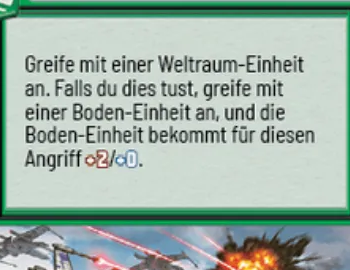 Greife mit einer Weltraum-Einheit
an. Falls du dies tust, greife mit
einer Boden-Einheit an, und die
Boden-Einheit bekommt für diesen
Angriff +2/+0.